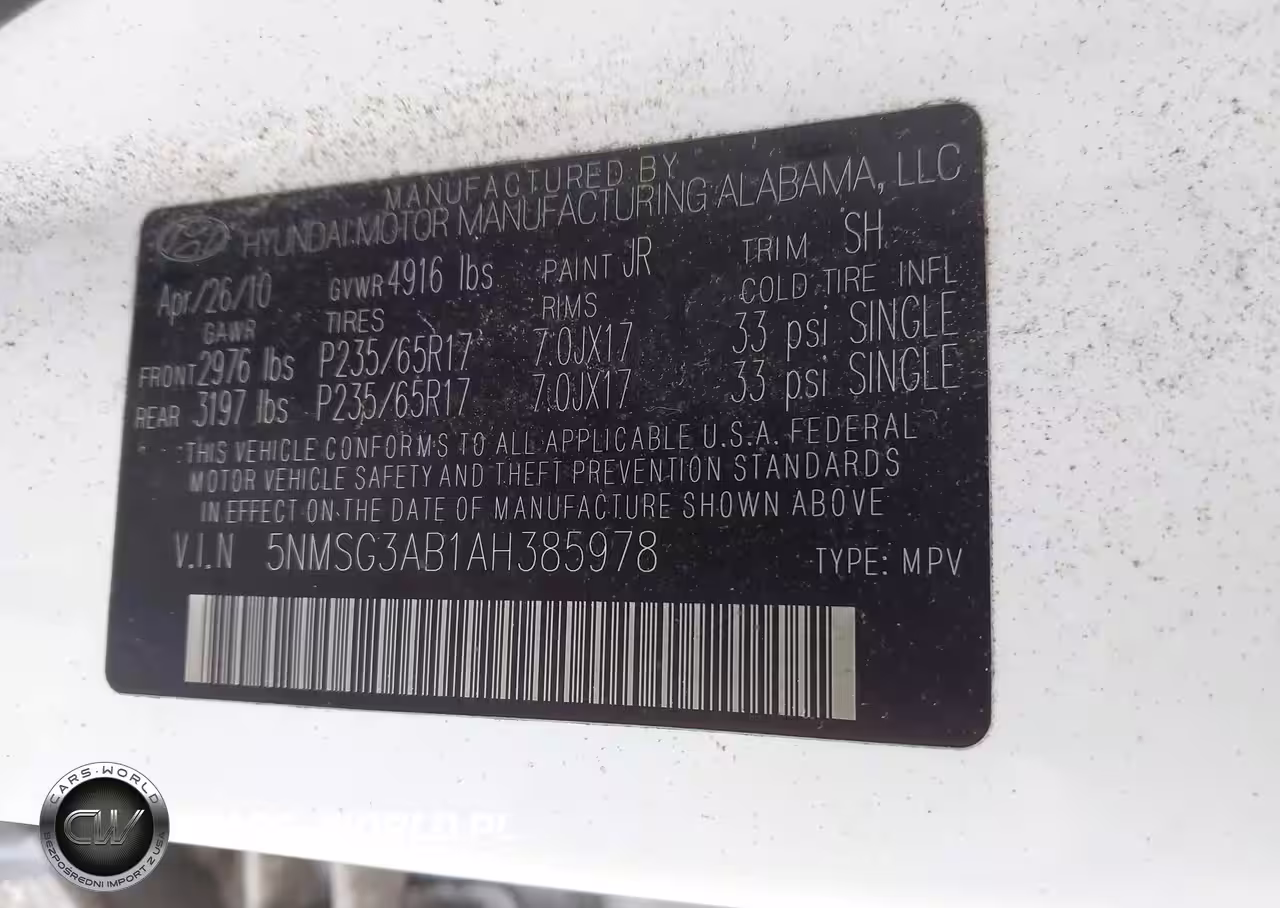 MANUFACTURED BY
HYUNDAI MOTOR MANUFACTURING ALABAMA, LLC
Apr/26/10 GVWR 4916 lbs PAINT JR TRIM SH
GAWR TIRES RIMS COLD TIRE INFL
FRONT 2976 lbs P235/65R17 7.0JX17 33 psi SINGLE
REAR 3197 lbs P235/65R17 7.0JX17 33 psi SINGLE
THIS VEHICLE CONFORMS TO ALL APPLICABLE U.S.A. FEDERAL
MOTOR VEHICLE SAFETY AND THEFT PREVENTION STANDARDS
IN EFFECT ON THE DATE OF MANUFACTURE SHOWN ABOVE
V.I.N 5NMSG3AB1AH385978 TYPE: MPV
CARS-WORLD
CW
BEZPOŚREDNI IMPORT Z USA